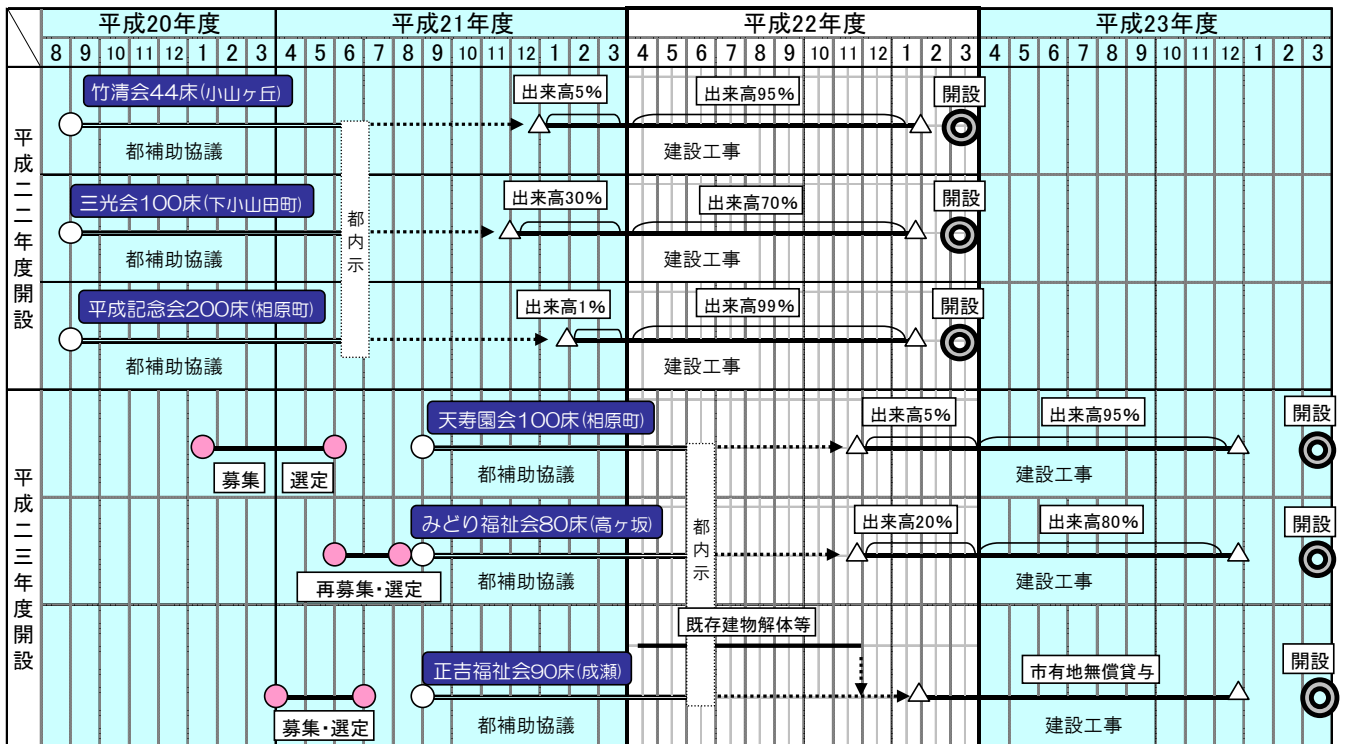 平成20年度 平成21年度 平成22年度 平成23年度
8 9 10 11 12 1 2 3 4 5 6 7 8 9 10 11 12 1 2 3 4 5 6 7 8 9 10 11 12 1 2 3 4 5 6 7 8 9 10 11 12 1 2 3
平成二二年度開設
竹清会44床(小山ヶ丘)
出来高5% 出来高95% 開設
都補助協議 建設工事
三光会100床(下小山田町)
出来高30% 出来高70% 開設
都補助協議 建設工事
都内示
平成記念会200床(相原町)
出来高1% 出来高99% 開設
都補助協議 建設工事
平成二三年度開設
天寿園会100床(相原町)
出来高5% 出来高95% 開設
募集 選定 都補助協議 建設工事
みどり福祉会80床(高ヶ坂)
出来高20% 出来高80% 開設
再募集・選定 都補助協議 建設工事
都内示
既存建物解体等
正吉福祉会90床(成瀬)
市有地無償貸与 開設
募集・選定 都補助協議 建設工事